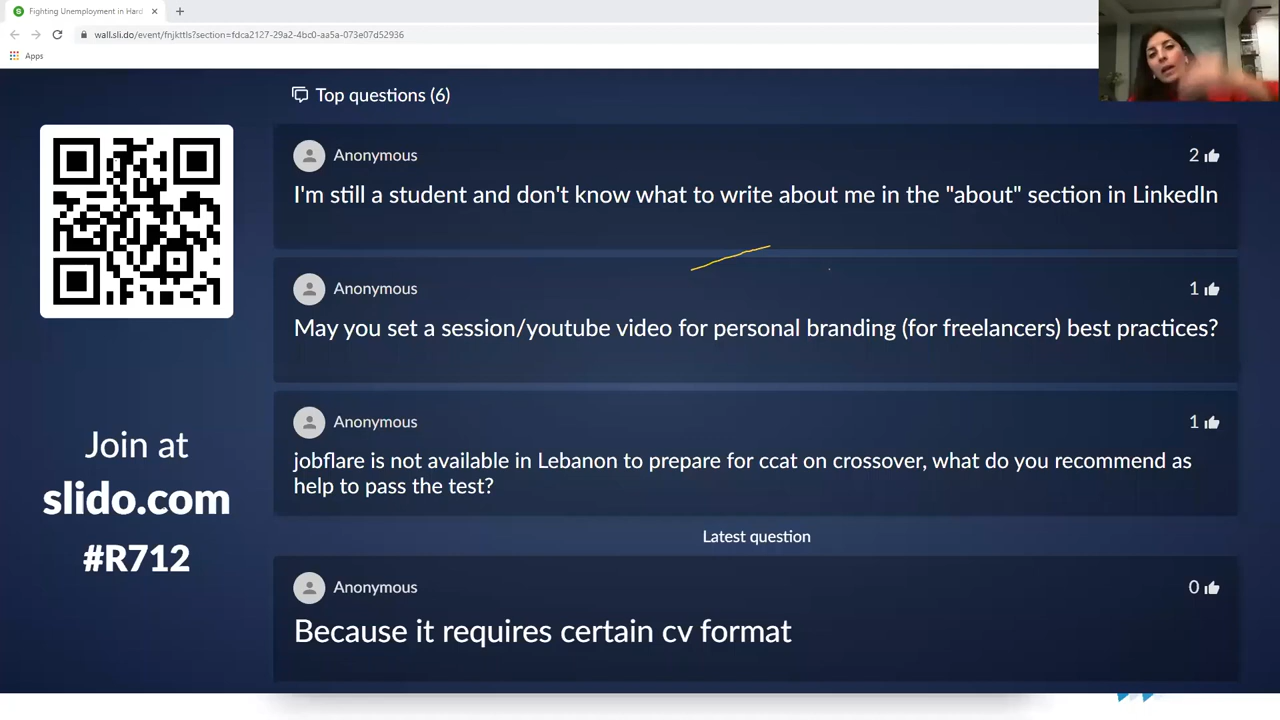 Fighting Unemployment in Hard
wall.sli.do/event/fnjkttls?section=fdca2127-29a2-4bc0-aa5a-073e07d52936
Apps
Top questions (6)
Anonymous
2
I'm still a student and don't know what to write about me in the "about" section in LinkedIn
Anonymous
1
May you set a session/youtube video for personal branding (for freelancers) best practices?
Anonymous
1
jobflare is not available in Lebanon to prepare for ccat on crossover, what do you recommend as
help to pass the test?
Latest question
Anonymous
0
Because it requires certain cv format
Join at
slido.com
#R712